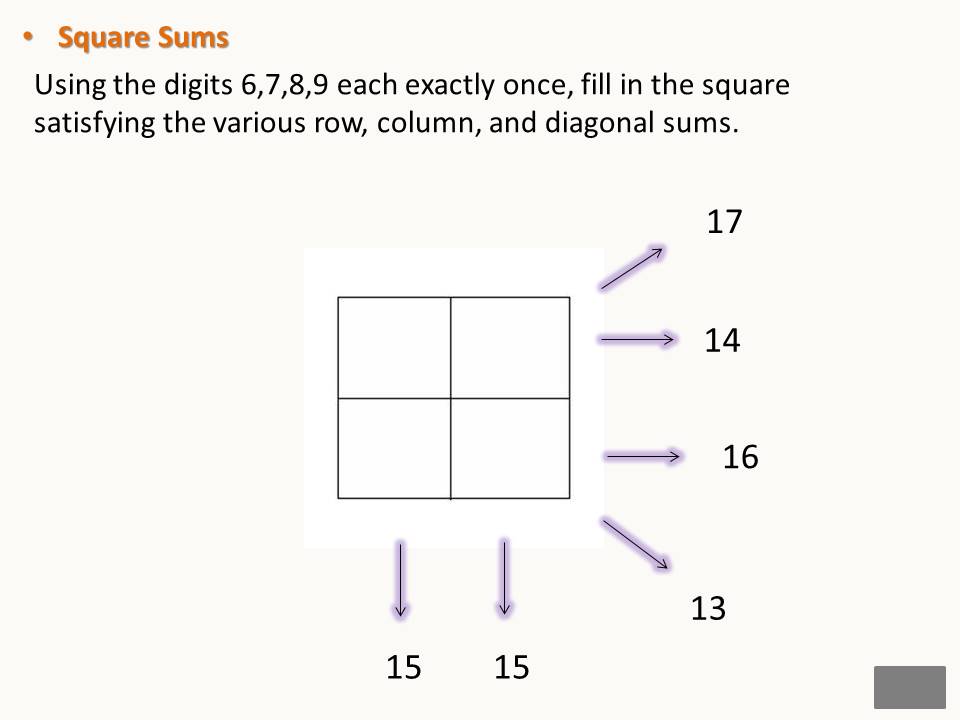 • Square Sums
Using the digits 6,7,8,9 each exactly once, fill in the square
satisfying the various row, column, and diagonal sums.
17
14
16
13
15 15